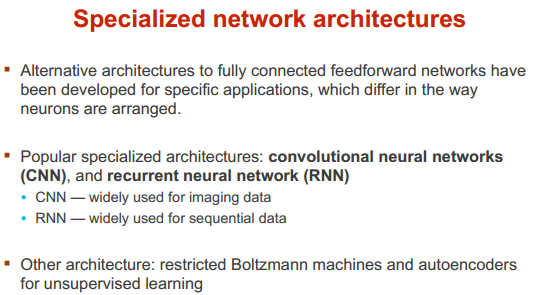 Specialized network architectures
▪ Alternative architectures to fully connected feedforward networks have
been developed for specific applications, which differ in the way
neurons are arranged.
▪ Popular specialized architectures: convolutional neural networks
(CNN), and recurrent neural network (RNN)
• CNN — widely used for imaging data
• RNN — widely used for sequential data
▪ Other architecture: restricted Boltzmann machines and autoencoders
for unsupervised learning